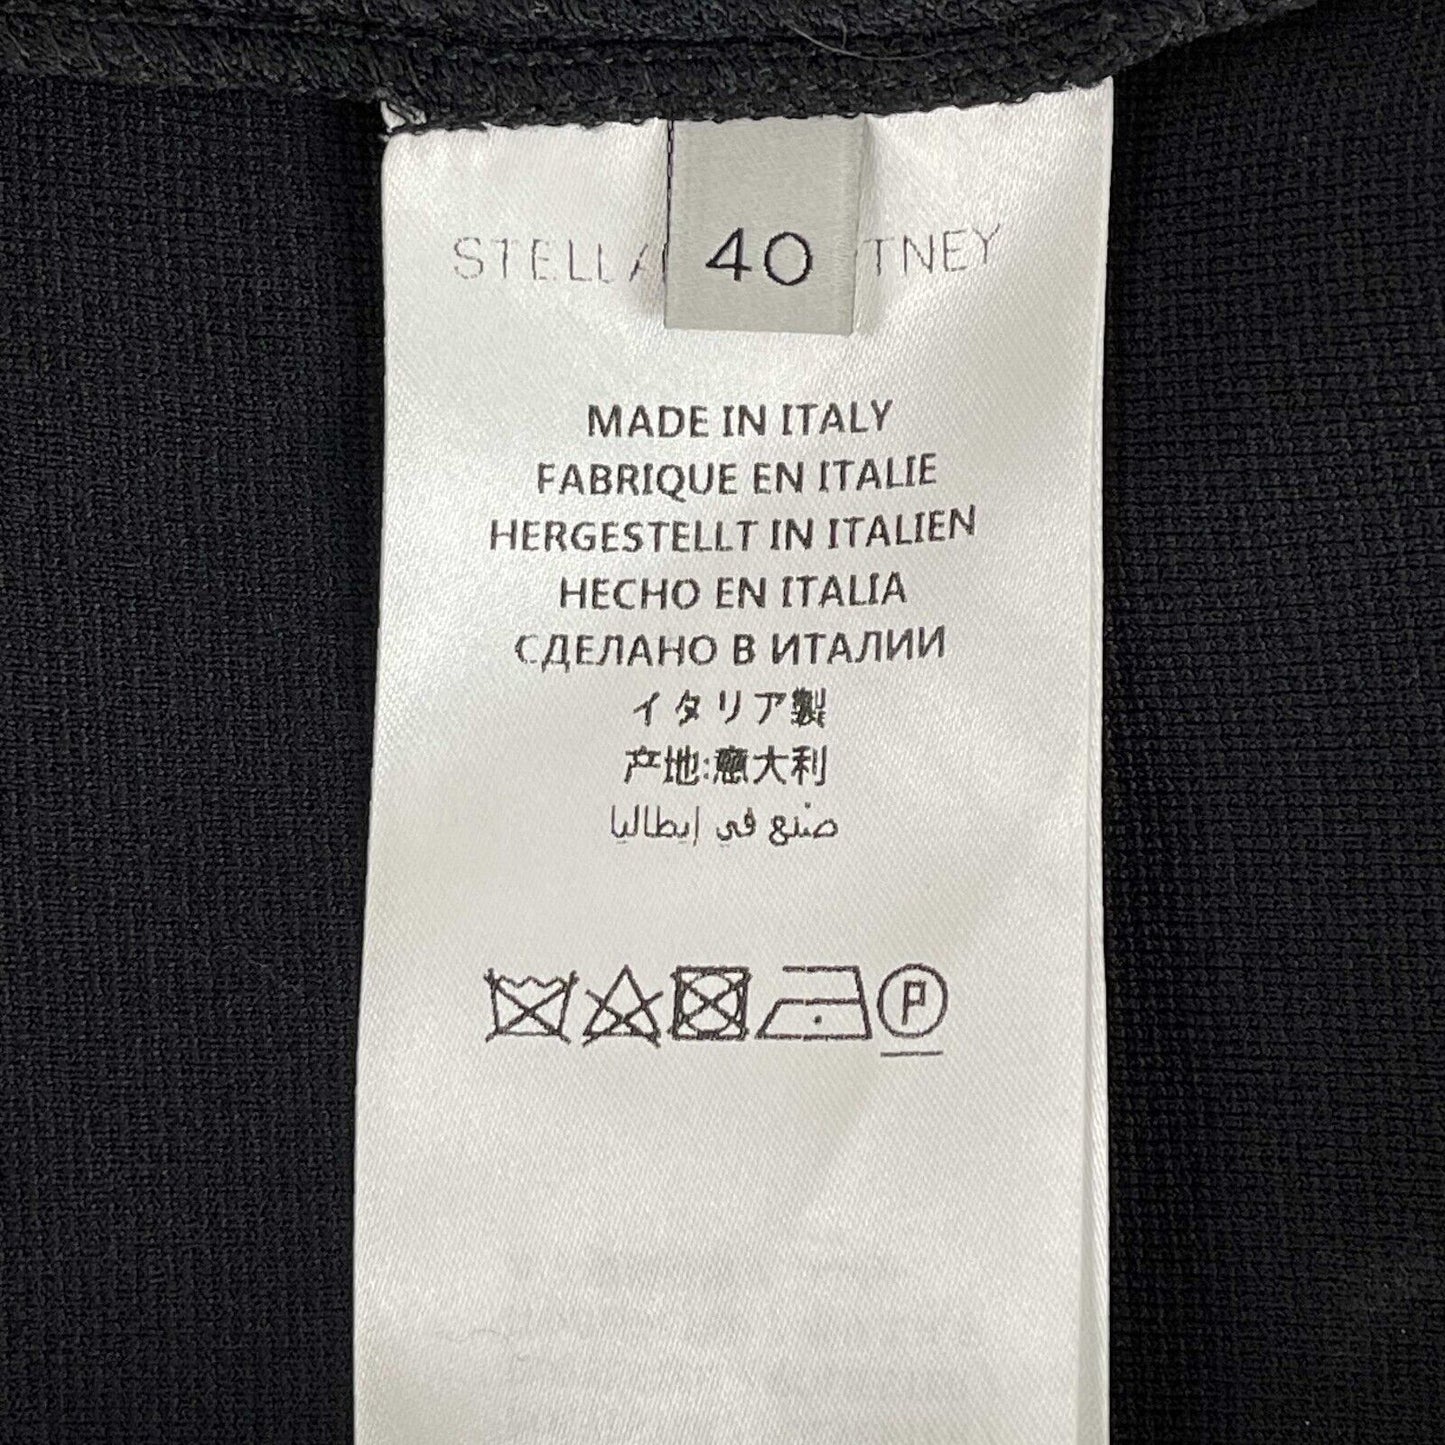 STELLA 40 TNEY
MADE IN ITALY
FABRIQUE EN ITALIE
HERGESTELLT IN ITALIEN
HECHO EN ITALIA
СДЕЛАНО В ИТАЛИИ
イタリア製
产地:意大利
صنع في إيطاليا
P